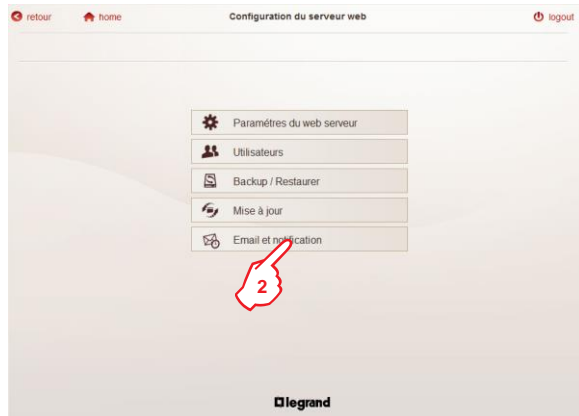 retour home Configuration du serveur web logout
Paramétres du web serveur
Utilisateurs
Backup / Restaurer
Mise à jour
Email et notification
2
legrand